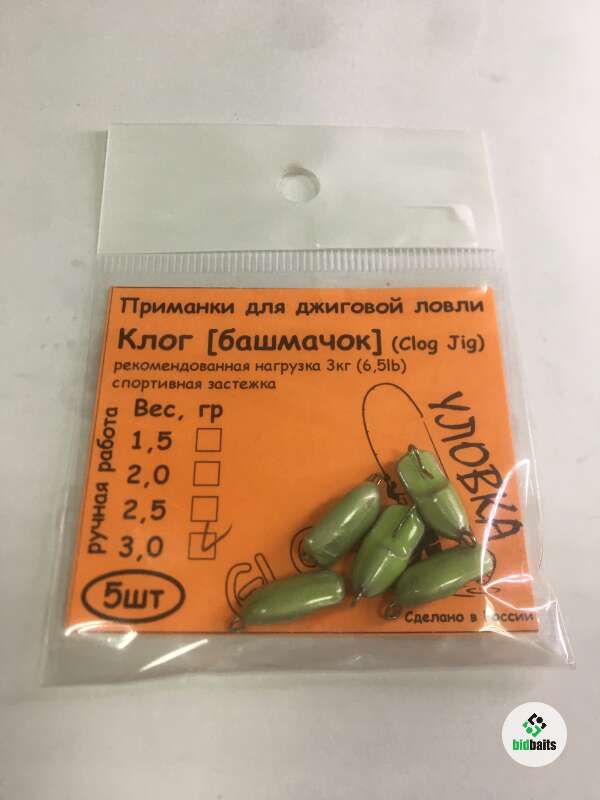 Приманки для джиговой ловли
Клог [башмачок] (Clog Jig)
рекомендованная нагрузка 3кг (6,5lb)
спортивная застежка
ручная работа
Вес, гр
1,5
2,0
2,5
3,0
5шт
УЛОВКА
Сделано в России
bidbaits